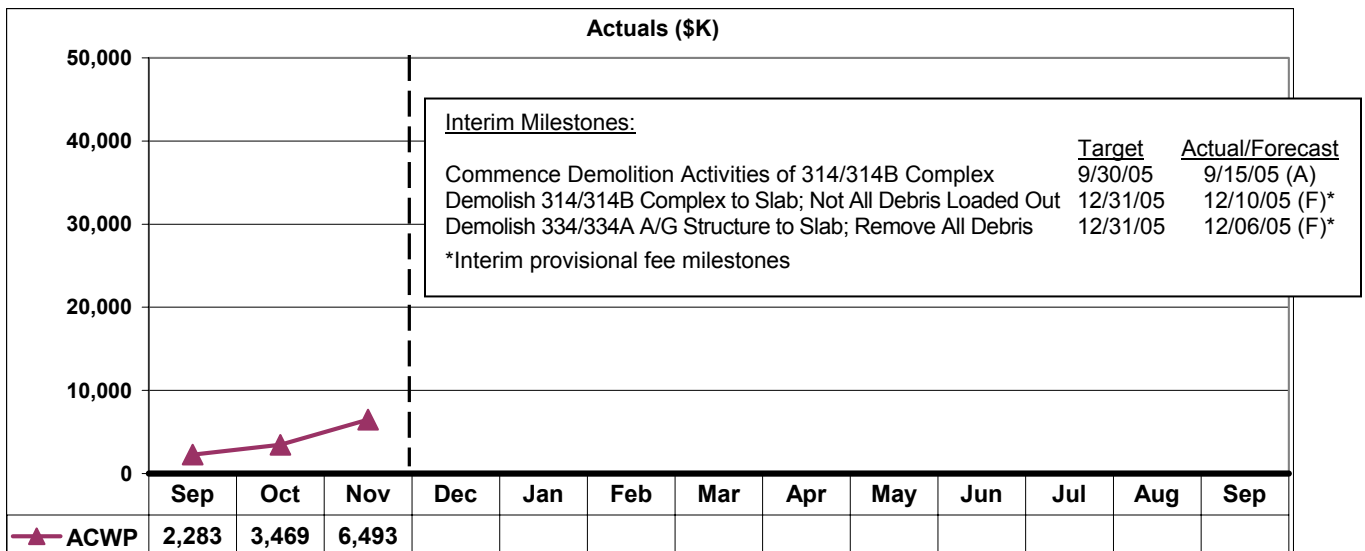 Actuals ($K)
50,000
40,000
30,000
20,000
10,000
0
Interim Milestones:
Target Actual/Forecast
Commence Demolition Activities of 314/314B Complex 9/30/05 9/15/05 (A)
Demolish 314/314B Complex to Slab; Not All Debris Loaded Out 12/31/05 12/10/05 (F)*
Demolish 334/334A A/G Structure to Slab; Remove All Debris 12/31/05 12/06/05 (F)*
*Interim provisional fee milestones
Sep Oct Nov Dec Jan Feb Mar Apr May Jun Jul Aug Sep
ACWP 2,283 3,469 6,493